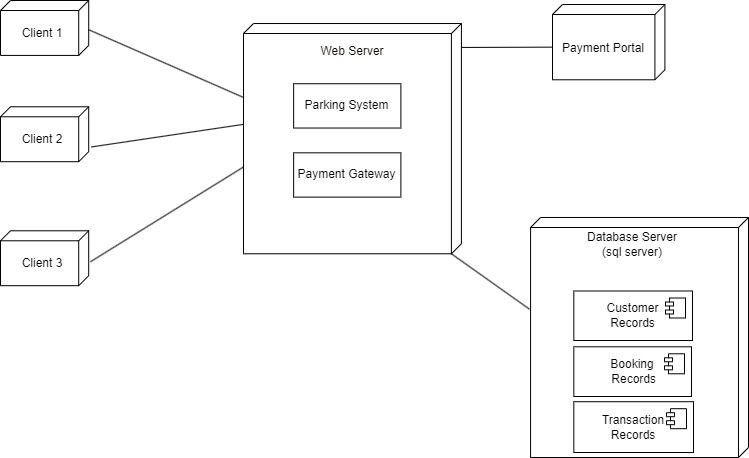 Client 1
Web Server
Payment Portal
Parking System
Client 2
Payment Gateway
Client 3
Database Server
(sql server)
Customer
Records
Booking
Records
Transaction
Records